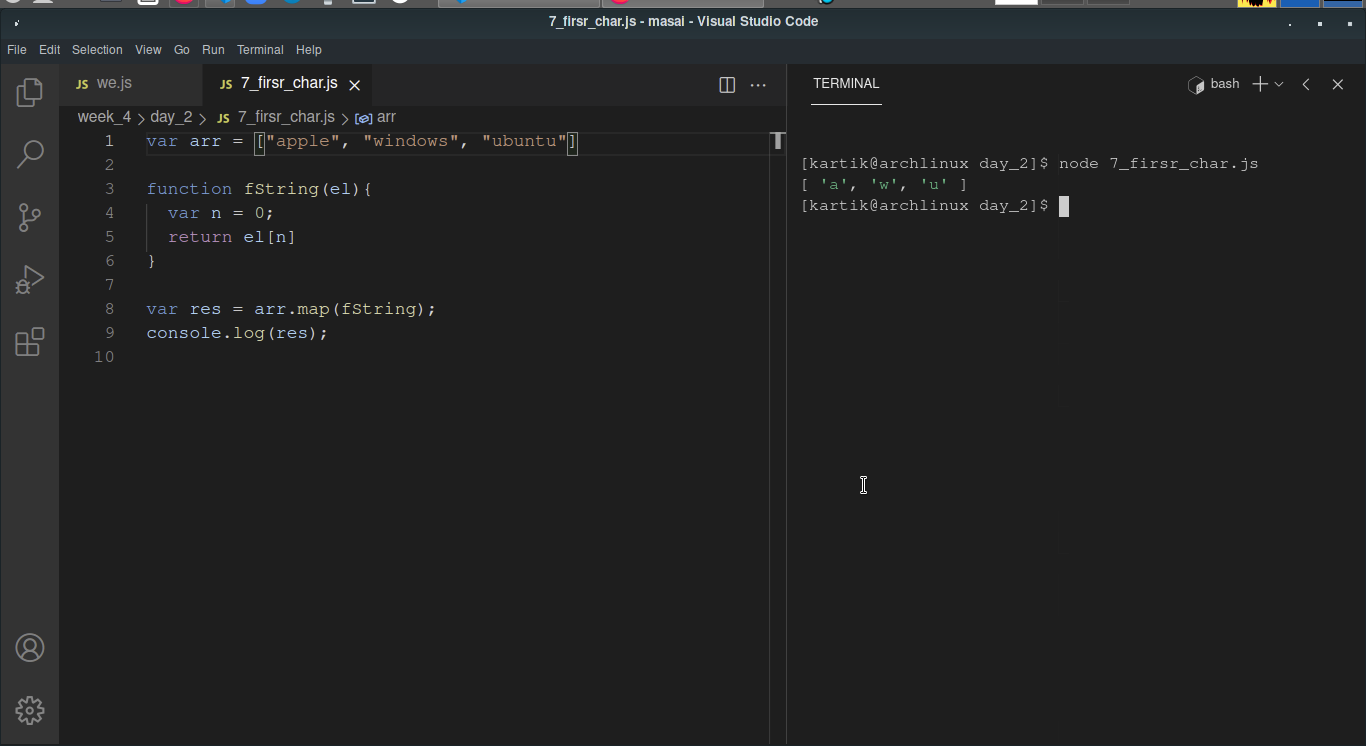 7_firsr_char.js - masai - Visual Studio Code
File Edit Selection View Go Run Terminal Help
JS we.js JS 7_firsr_char.js
week_4 > day_2 > JS 7_firsr_char.js > arr
1 var arr = ["apple", "windows", "ubuntu"]
2
3 function fString(el){
4 var n = 0;
5 return el[n]
6 }
7
8 var res = arr.map(fString);
9 console.log(res);
10
TERMINAL bash
[kartik@archlinux day_2]$ node 7_firsr_char.js
[ 'a', 'w', 'u' ]
[kartik@archlinux day_2]$